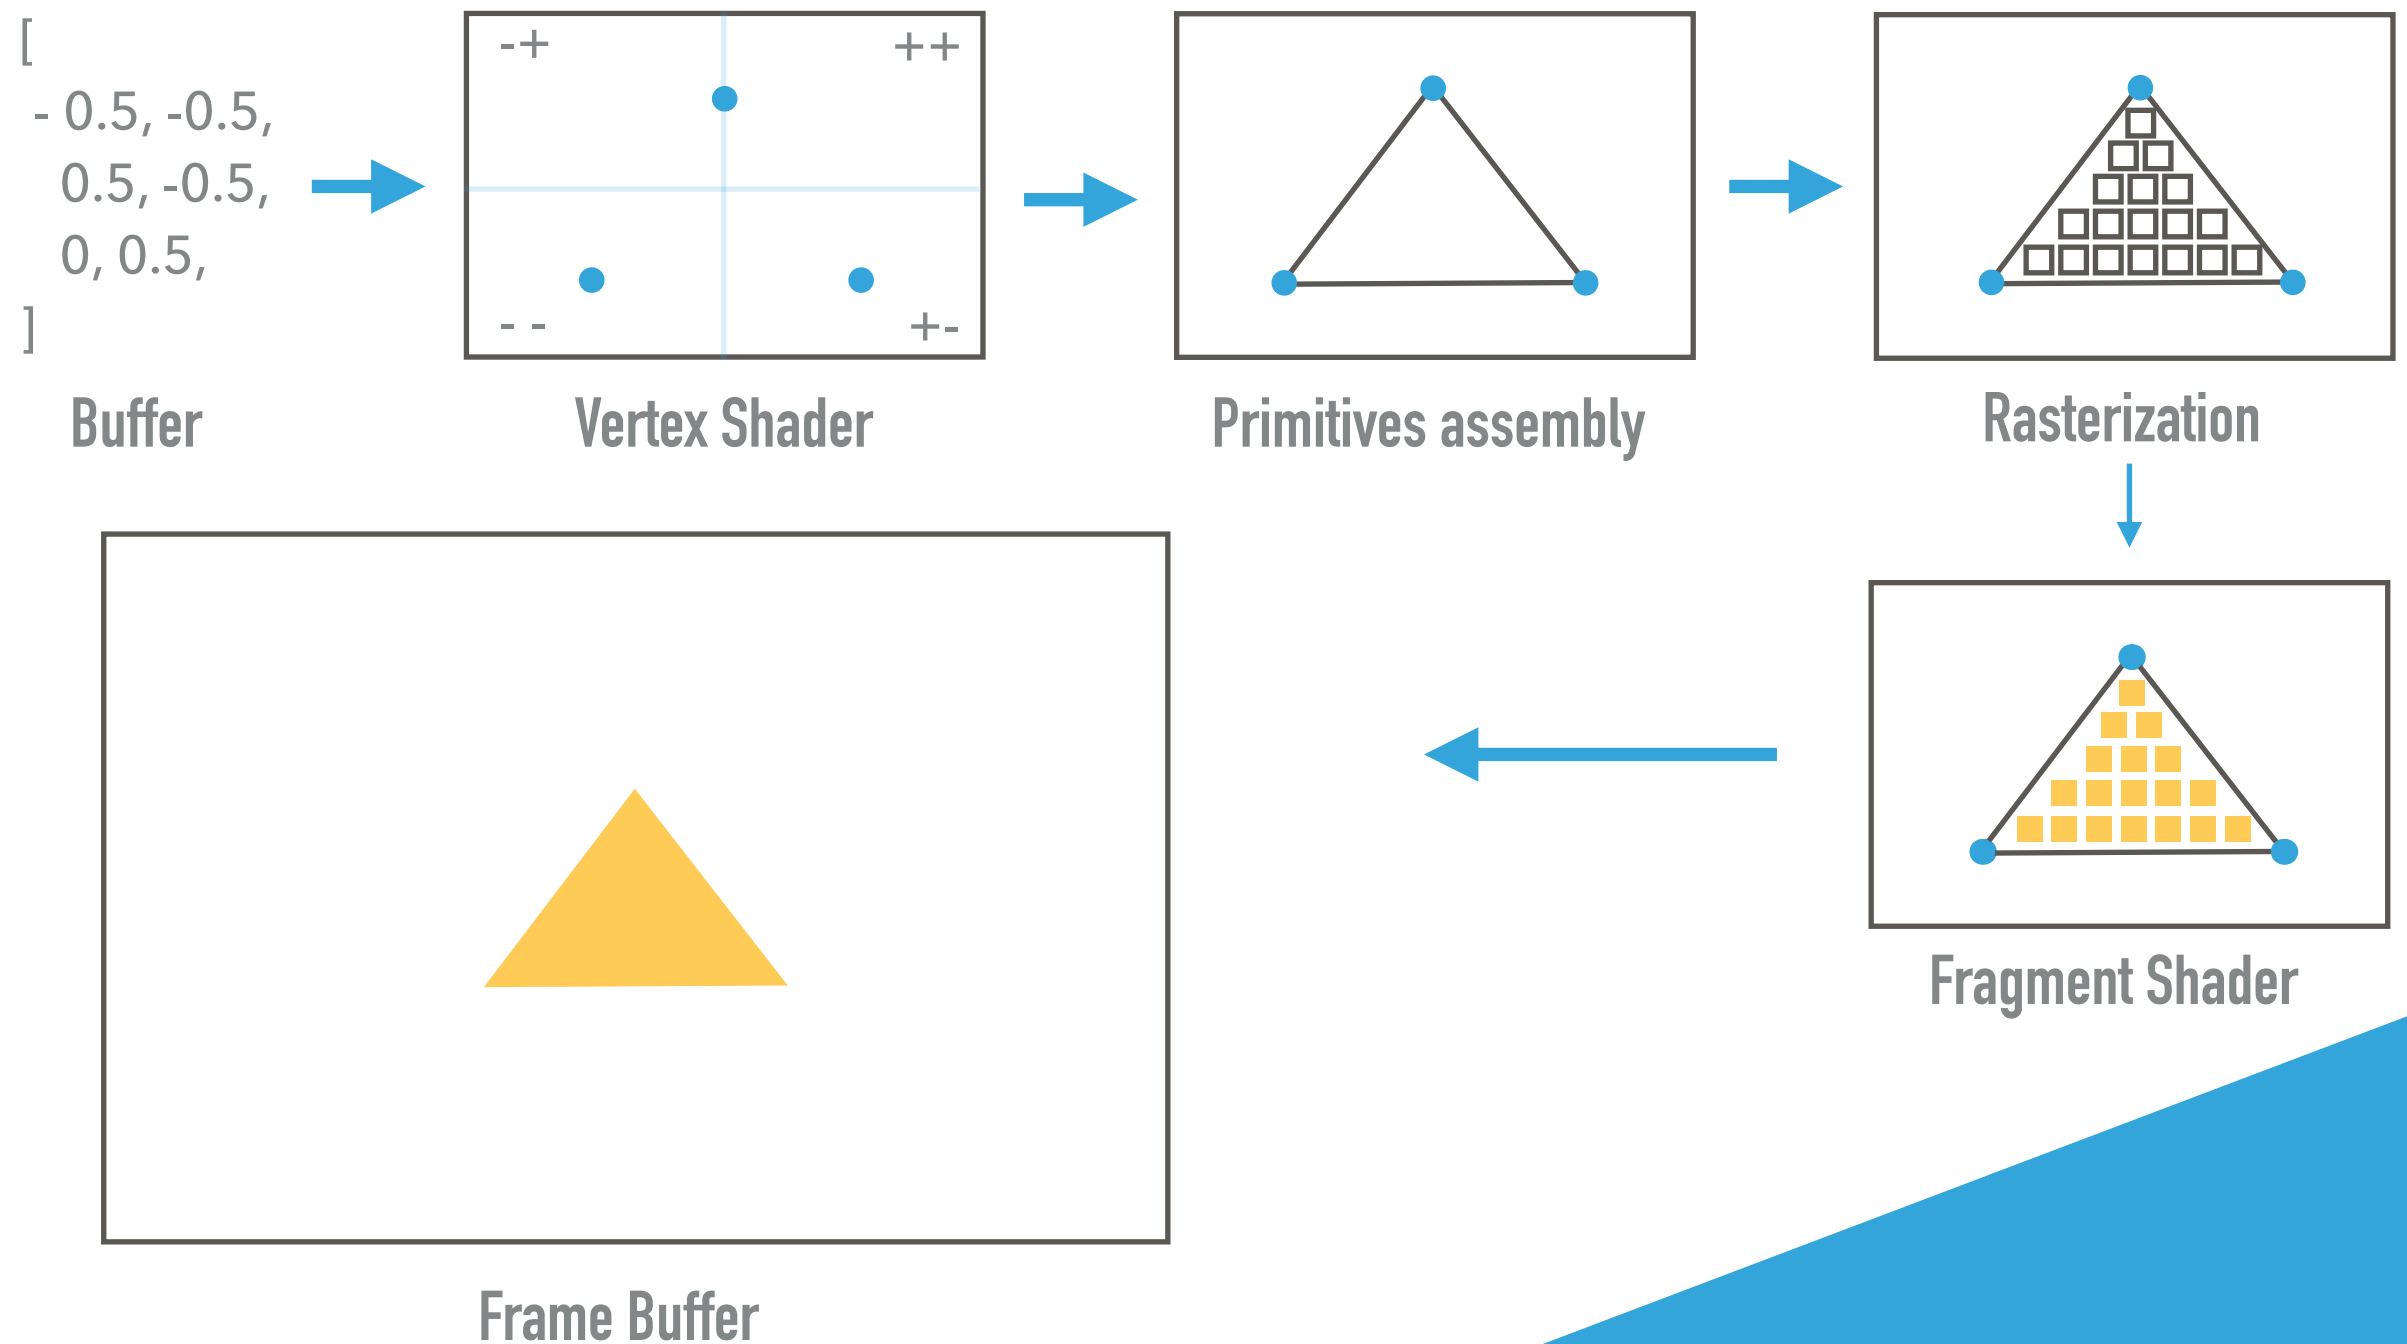 [
- 0.5, -0.5,
0.5, -0.5,
0, 0.5,
]
Buffer
-+
++
- -
+-
Vertex Shader
Primitives assembly
Rasterization
Fragment Shader
Frame Buffer